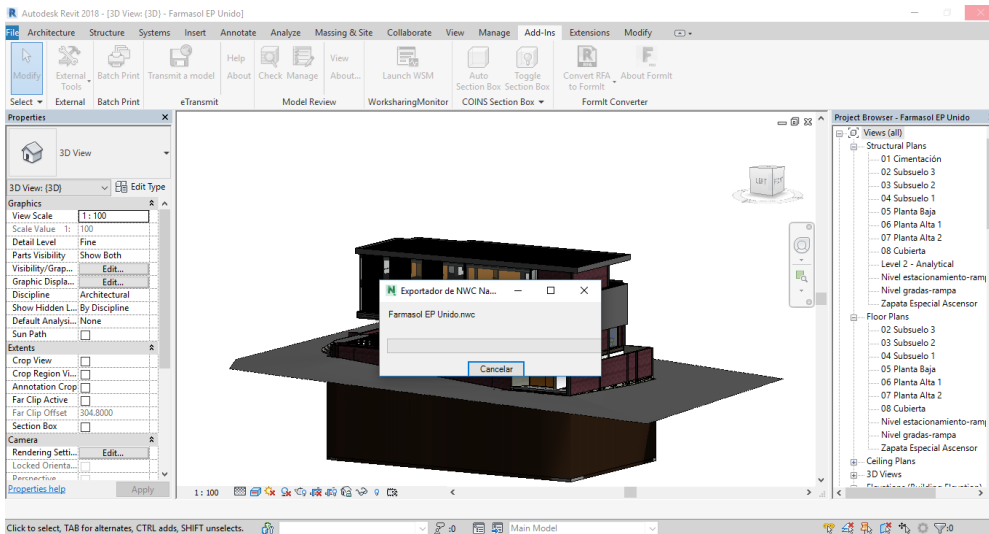 Autodesk Revit 2018 - [3D View: {3D} - Farmasol EP Unido]
File Architecture Structure Systems Insert Annotate Analyze Massing & Site Collaborate View Manage Add-Ins Extensions Modify
Modify External Tools Batch Print Transmit a model Help About Check Manage View About... Launch WSM Auto Section Box Toggle Section Box Convert RFA to FormIt About FormIt
Select External Batch Print eTransmit Model Review WorksharingMonitor COINS Section Box FormIt Converter
Properties
3D View
3D View: {3D} Edit Type
Graphics
View Scale 1 : 100
Scale Value 1: 100
Detail Level Fine
Parts Visibility Show Both
Visibility/Grap... Edit...
Graphic Displa... Edit...
Discipline Architectural
Show Hidden L... By Discipline
Default Analysi... None
Sun Path
Extents
Crop View
Crop Region Vi...
Annotation Crop
Far Clip Active
Far Clip Offset 304.8000
Section Box
Camera
Rendering Setti... Edit...
Locked Orienta...
Perspective
Properties help Apply
Exportador de NWC Na...
Farmasol EP Unido.nwc
Cancelar
1 : 100
Project Browser - Farmasol EP Unido
Views (all)
Structural Plans
01 Cimentación
02 Subsuelo 3
03 Subsuelo 2
04 Subsuelo 1
05 Planta Baja
06 Planta Alta 1
07 Planta Alta 2
08 Cubierta
Level 2 - Analytical
Nivel estacionamiento-ramp
Nivel gradas-rampa
Zapata Especial Ascensor
Floor Plans
02 Subsuelo 3
03 Subsuelo 2
04 Subsuelo 1
05 Planta Baja
06 Planta Alta 1
07 Planta Alta 2
08 Cubierta
Nivel estacionamiento-ramp
Nivel gradas-rampa
Zapata Especial Ascensor
Ceiling Plans
3D Views
Elevations (Building Elevation)
Click to select, TAB for alternates, CTRL adds, SHIFT unselects. :0 Main Model :0